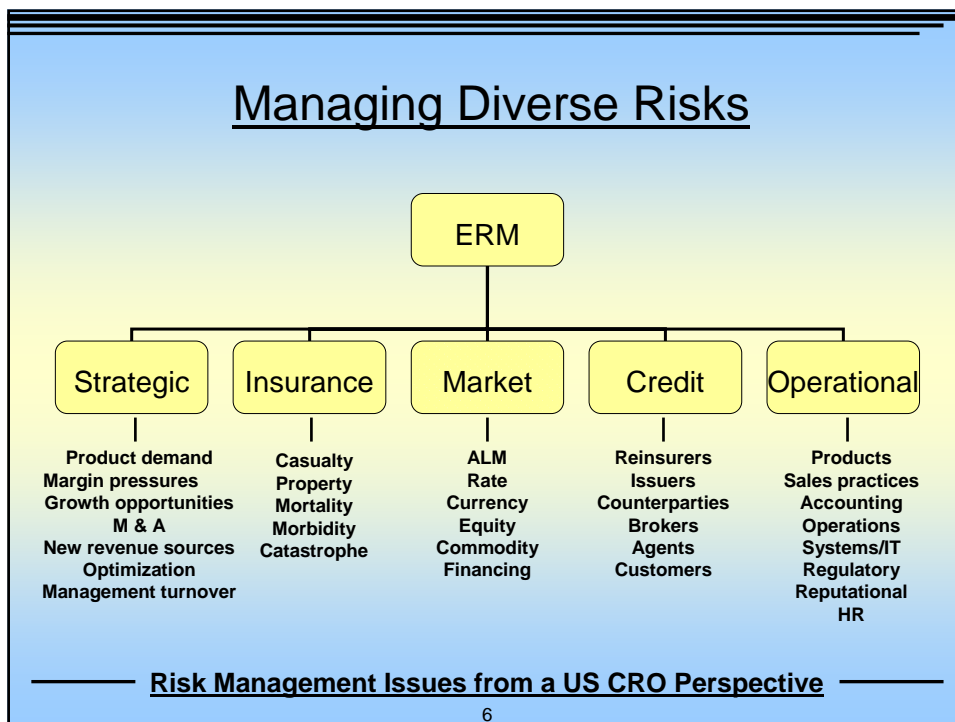 Managing Diverse Risks
ERM
Strategic
Insurance
Market
Credit
Operational
Product demand
Margin pressures
Growth opportunities
M & A
New revenue sources
Optimization
Management turnover
Casualty
Property
Mortality
Morbidity
Catastrophe
ALM
Rate
Currency
Equity
Commodity
Financing
Reinsurers
Issuers
Counterparties
Brokers
Agents
Customers
Products
Sales practices
Accounting
Operations
Systems/IT
Regulatory
Reputational
HR
Risk Management Issues from a US CRO Perspective
6